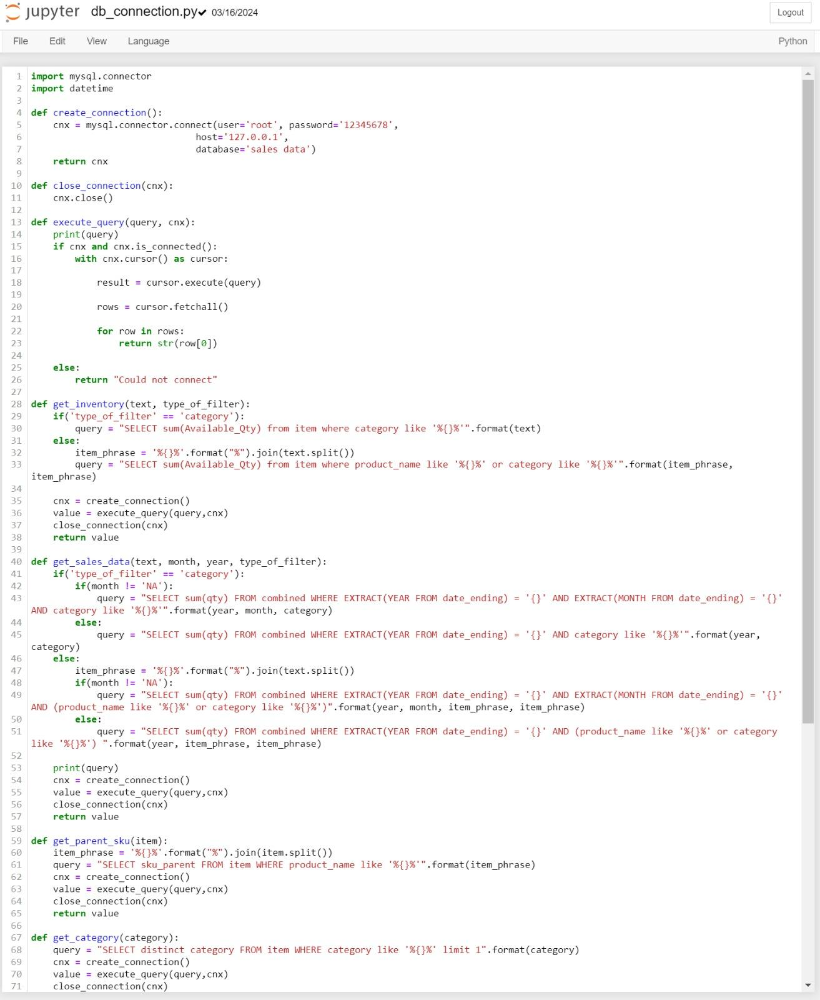 jupyter db_connection.py✔ 03/16/2024 Logout
File Edit View Language Python
1 import mysql.connector
2 import datetime
3
4 def create_connection():
5     cnx = mysql.connector.connect(user='root', password='12345678',
6                               host='127.0.0.1',
7                               database='sales data')
8     return cnx
9
10 def close_connection(cnx):
11     cnx.close()
12
13 def execute_query(query, cnx):
14     print(query)
15     if cnx and cnx.is_connected():
16         with cnx.cursor() as cursor:
17
18             result = cursor.execute(query)
19
20             rows = cursor.fetchall()
21
22             for row in rows:
23                 return str(row[0])
24
25     else:
26         return "Could not connect"
27
28 def get_inventory(text, type_of_filter):
29     if('type_of_filter' == 'category'):
30         query = "SELECT sum(Available_Qty) from item where category like '%{}%'".format(text)
31     else:
32         item_phrase = '%{}%'.format("%").join(text.split())
33         query = "SELECT sum(Available_Qty) from item where product_name like '%{}%' or category like '%{}%'".format(item_phrase,
item_phrase)
34
35     cnx = create_connection()
36     value = execute_query(query,cnx)
37     close_connection(cnx)
38     return value
39
40 def get_sales_data(text, month, year, type_of_filter):
41     if('type_of_filter' == 'category'):
42         if(month != 'NA'):
43             query = "SELECT sum(qty) FROM combined WHERE EXTRACT(YEAR FROM date_ending) = '{}' AND EXTRACT(MONTH FROM date_ending) = '{}'
AND category like '%{}%'".format(year, month, category)
44         else:
45             query = "SELECT sum(qty) FROM combined WHERE EXTRACT(YEAR FROM date_ending) = '{}' AND category like '%{}%'".format(year,
category)
46     else:
47         item_phrase = '%{}%'.format("%").join(text.split())
48         if(month != 'NA'):
49             query = "SELECT sum(qty) FROM combined WHERE EXTRACT(YEAR FROM date_ending) = '{}' AND EXTRACT(MONTH FROM date_ending) = '{}'
AND (product_name like '%{}%' or category like '%{}%')".format(year, month, item_phrase, item_phrase)
50         else:
51             query = "SELECT sum(qty) FROM combined WHERE EXTRACT(YEAR FROM date_ending) = '{}' AND (product_name like '%{}%' or category
like '%{}%') ".format(year, item_phrase, item_phrase)
52
53     print(query)
54     cnx = create_connection()
55     value = execute_query(query,cnx)
56     close_connection(cnx)
57     return value
58
59 def get_parent_sku(item):
60     item_phrase = '%{}%'.format("%").join(item.split())
61     query = "SELECT sku_parent FROM item WHERE product_name like '%{}%'".format(item_phrase)
62     cnx = create_connection()
63     value = execute_query(query,cnx)
64     close_connection(cnx)
65     return value
66
67 def get_category(category):
68     query = "SELECT distinct category FROM item WHERE category like '%{}%' limit 1".format(category)
69     cnx = create_connection()
70     value = execute_query(query,cnx)
71     close_connection(cnx)